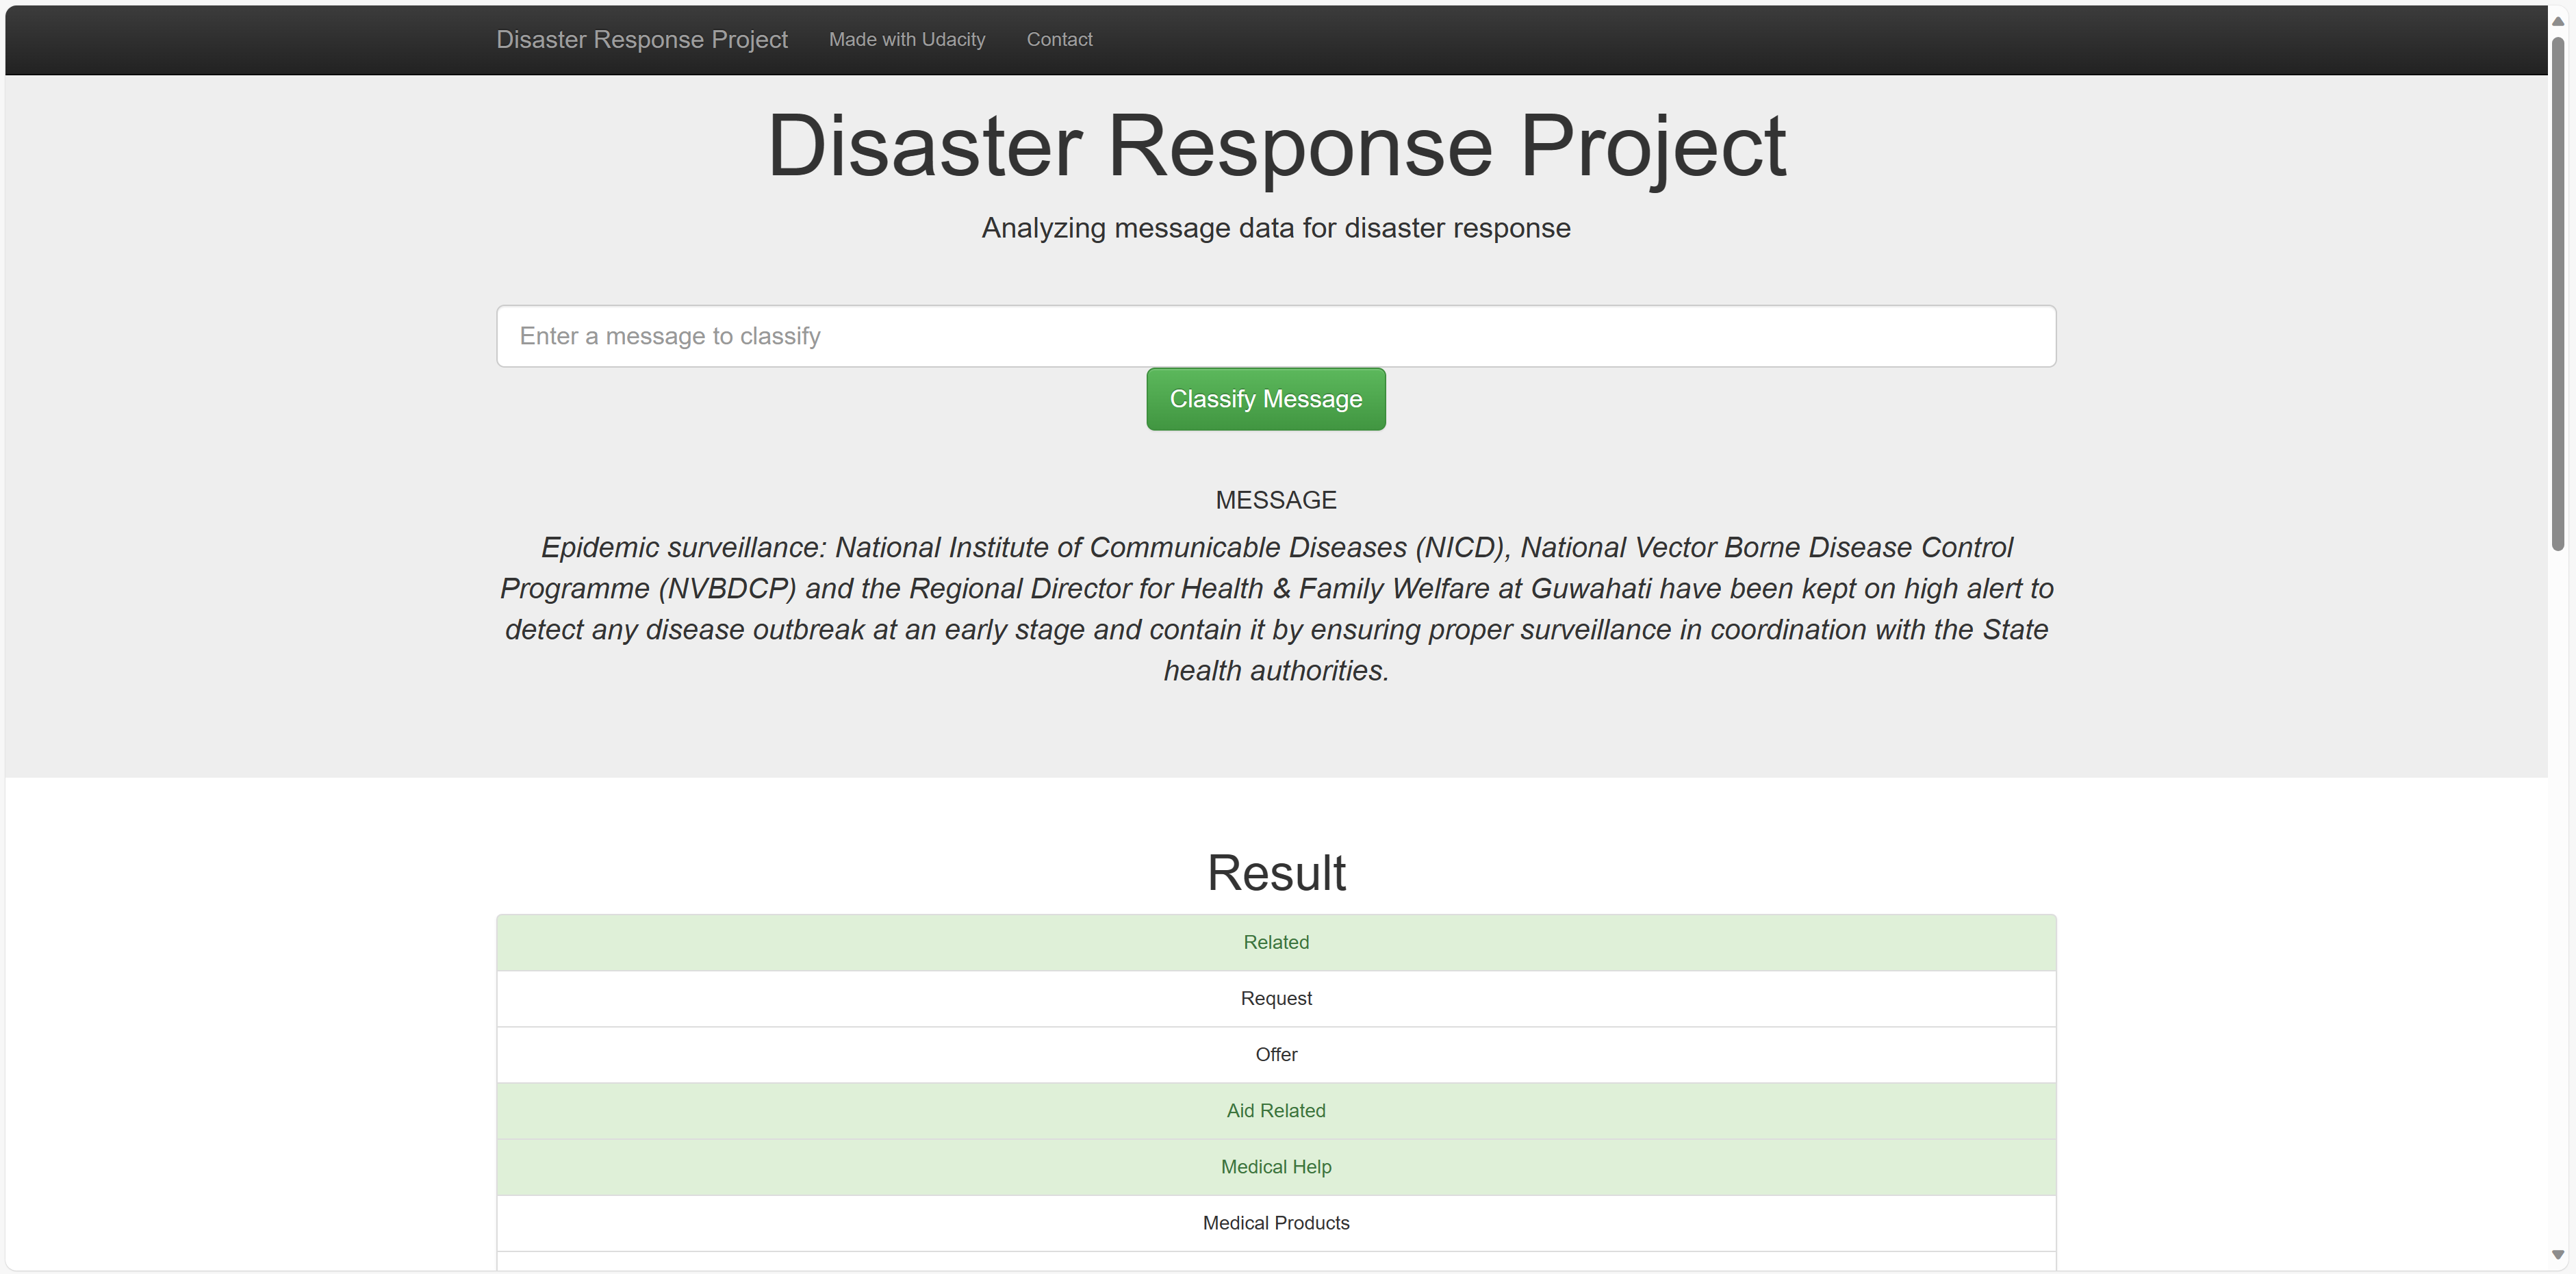 Disaster Response Project Made with Udacity Contact
Disaster Response Project
Analyzing message data for disaster response
Enter a message to classify
Classify Message
MESSAGE
Epidemic surveillance: National Institute of Communicable Diseases (NICD), National Vector Borne Disease Control
Programme (NVBDCP) and the Regional Director for Health & Family Welfare at Guwahati have been kept on high alert to
detect any disease outbreak at an early stage and contain it by ensuring proper surveillance in coordination with the State
health authorities.
Result
Related
Request
Offer
Aid Related
Medical Help
Medical Products